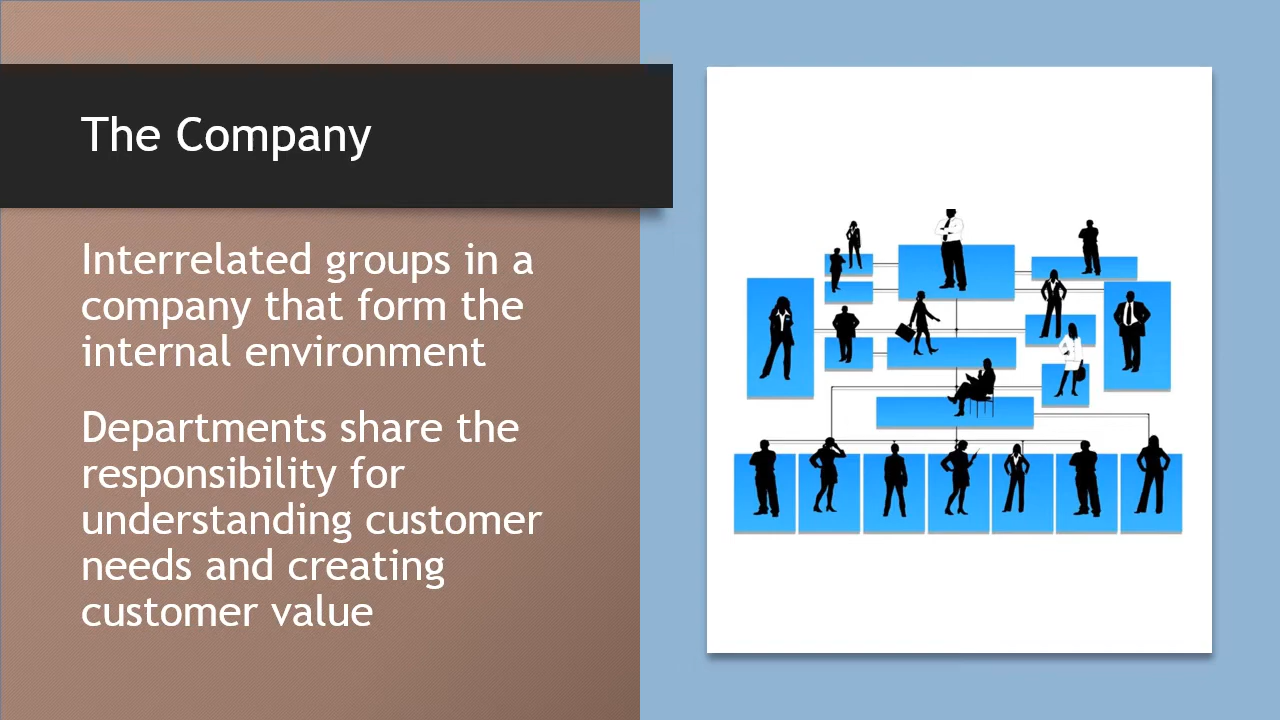 The Company
Interrelated groups in a
company that form the
internal environment
Departments share the
responsibility for
understanding customer
needs and creating
customer value